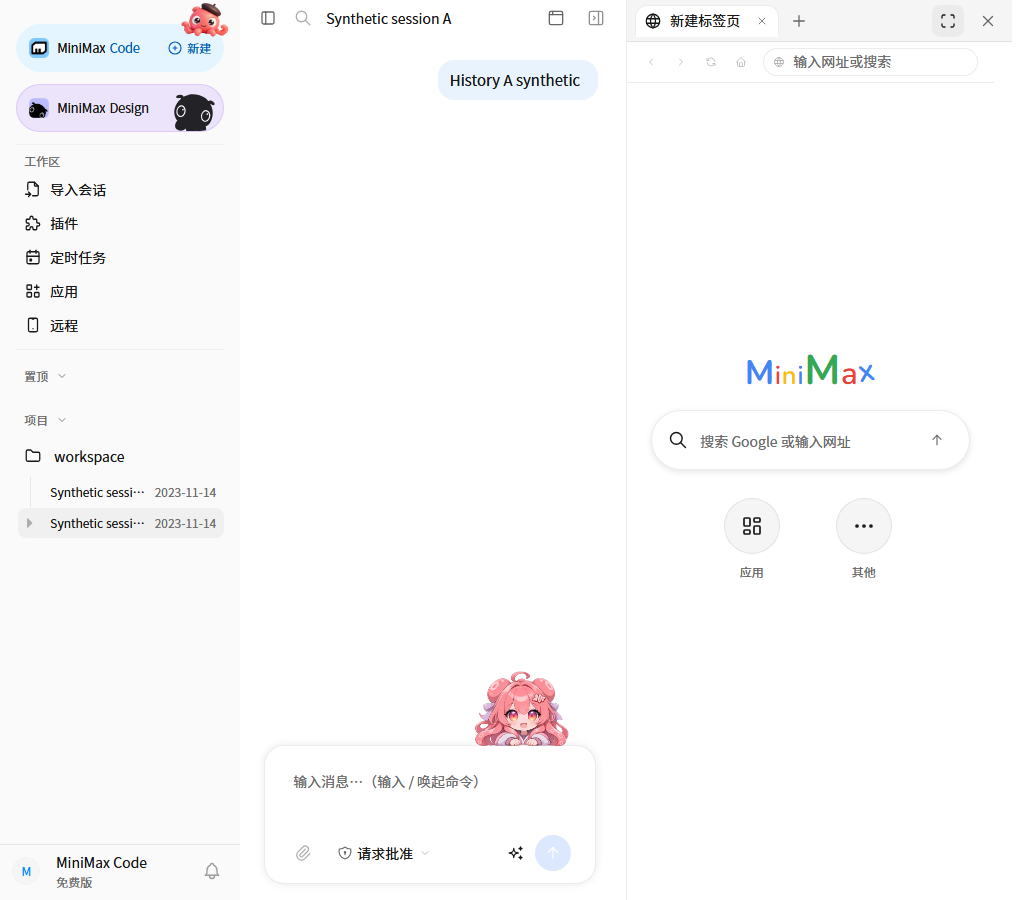 MiniMax Code
新建
MiniMax Design
工作区
导入会话
插件
定时任务
应用
远程
置顶
项目
workspace
Synthetic sessi··· 2023-11-14
Synthetic sessi··· 2023-11-14
M
MiniMax Code
免费版
Synthetic session A
History A synthetic
输入消息···（输入 / 唤起命令）
请求批准
新建标签页
输入网址或搜索
MiniMax
搜索 Google 或输入网址
应用
其他